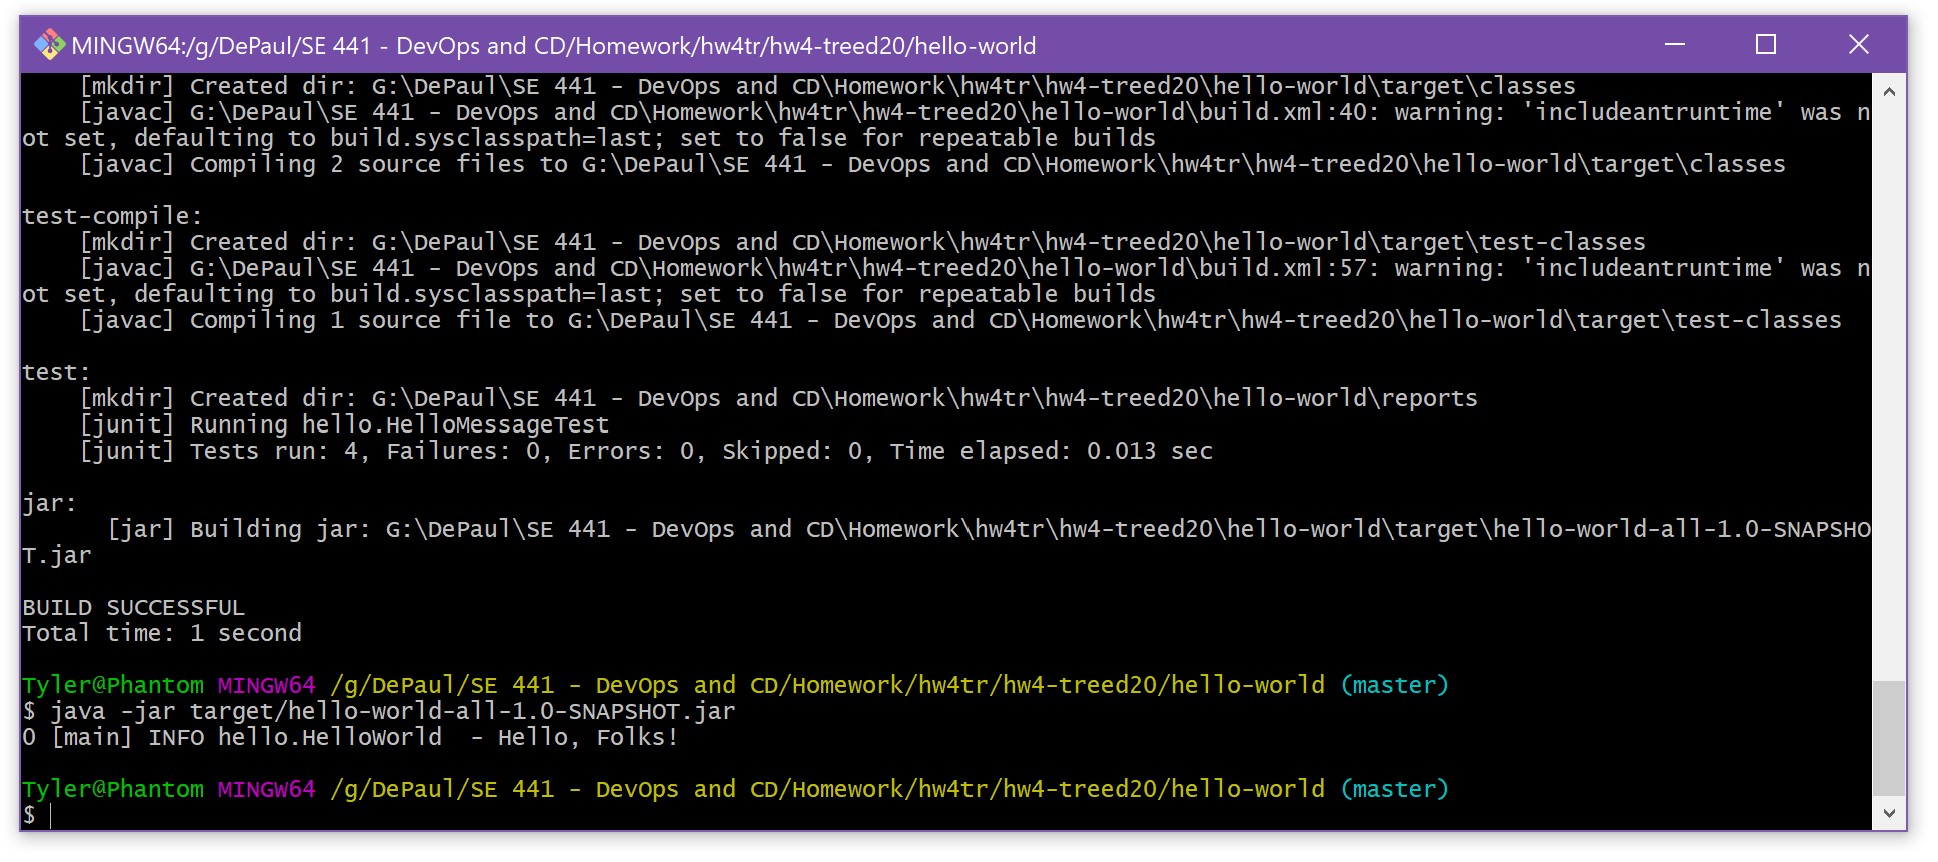 MINGW64:/g/DePaul/SE 441 - DevOps and CD/Homework/hw4tr/hw4-treed20/hello-world
    [mkdir] Created dir: G:\DePaul\SE 441 - DevOps and CD\Homework\hw4tr\hw4-treed20\hello-world\target\classes
    [javac] G:\DePaul\SE 441 - DevOps and CD\Homework\hw4tr\hw4-treed20\hello-world\build.xml:40: warning: 'includeantruntime' was n
ot set, defaulting to build.sysclasspath=last; set to false for repeatable builds
    [javac] Compiling 2 source files to G:\DePaul\SE 441 - DevOps and CD\Homework\hw4tr\hw4-treed20\hello-world\target\classes

test-compile:
    [mkdir] Created dir: G:\DePaul\SE 441 - DevOps and CD\Homework\hw4tr\hw4-treed20\hello-world\target\test-classes
    [javac] G:\DePaul\SE 441 - DevOps and CD\Homework\hw4tr\hw4-treed20\hello-world\build.xml:57: warning: 'includeantruntime' was n
ot set, defaulting to build.sysclasspath=last; set to false for repeatable builds
    [javac] Compiling 1 source file to G:\DePaul\SE 441 - DevOps and CD\Homework\hw4tr\hw4-treed20\hello-world\target\test-classes

test:
    [mkdir] Created dir: G:\DePaul\SE 441 - DevOps and CD\Homework\hw4tr\hw4-treed20\hello-world\reports
    [junit] Running hello.HelloMessageTest
    [junit] Tests run: 4, Failures: 0, Errors: 0, Skipped: 0, Time elapsed: 0.013 sec

jar:
      [jar] Building jar: G:\DePaul\SE 441 - DevOps and CD\Homework\hw4tr\hw4-treed20\hello-world\target\hello-world-all-1.0-SNAPSHO
T.jar

BUILD SUCCESSFUL
Total time: 1 second

Tyler@Phantom MINGW64 /g/DePaul/SE 441 - DevOps and CD/Homework/hw4tr/hw4-treed20/hello-world (master)
$ java -jar target/hello-world-all-1.0-SNAPSHOT.jar
0 [main] INFO hello.HelloWorld  - Hello, Folks!

Tyler@Phantom MINGW64 /g/DePaul/SE 441 - DevOps and CD/Homework/hw4tr/hw4-treed20/hello-world (master)
$